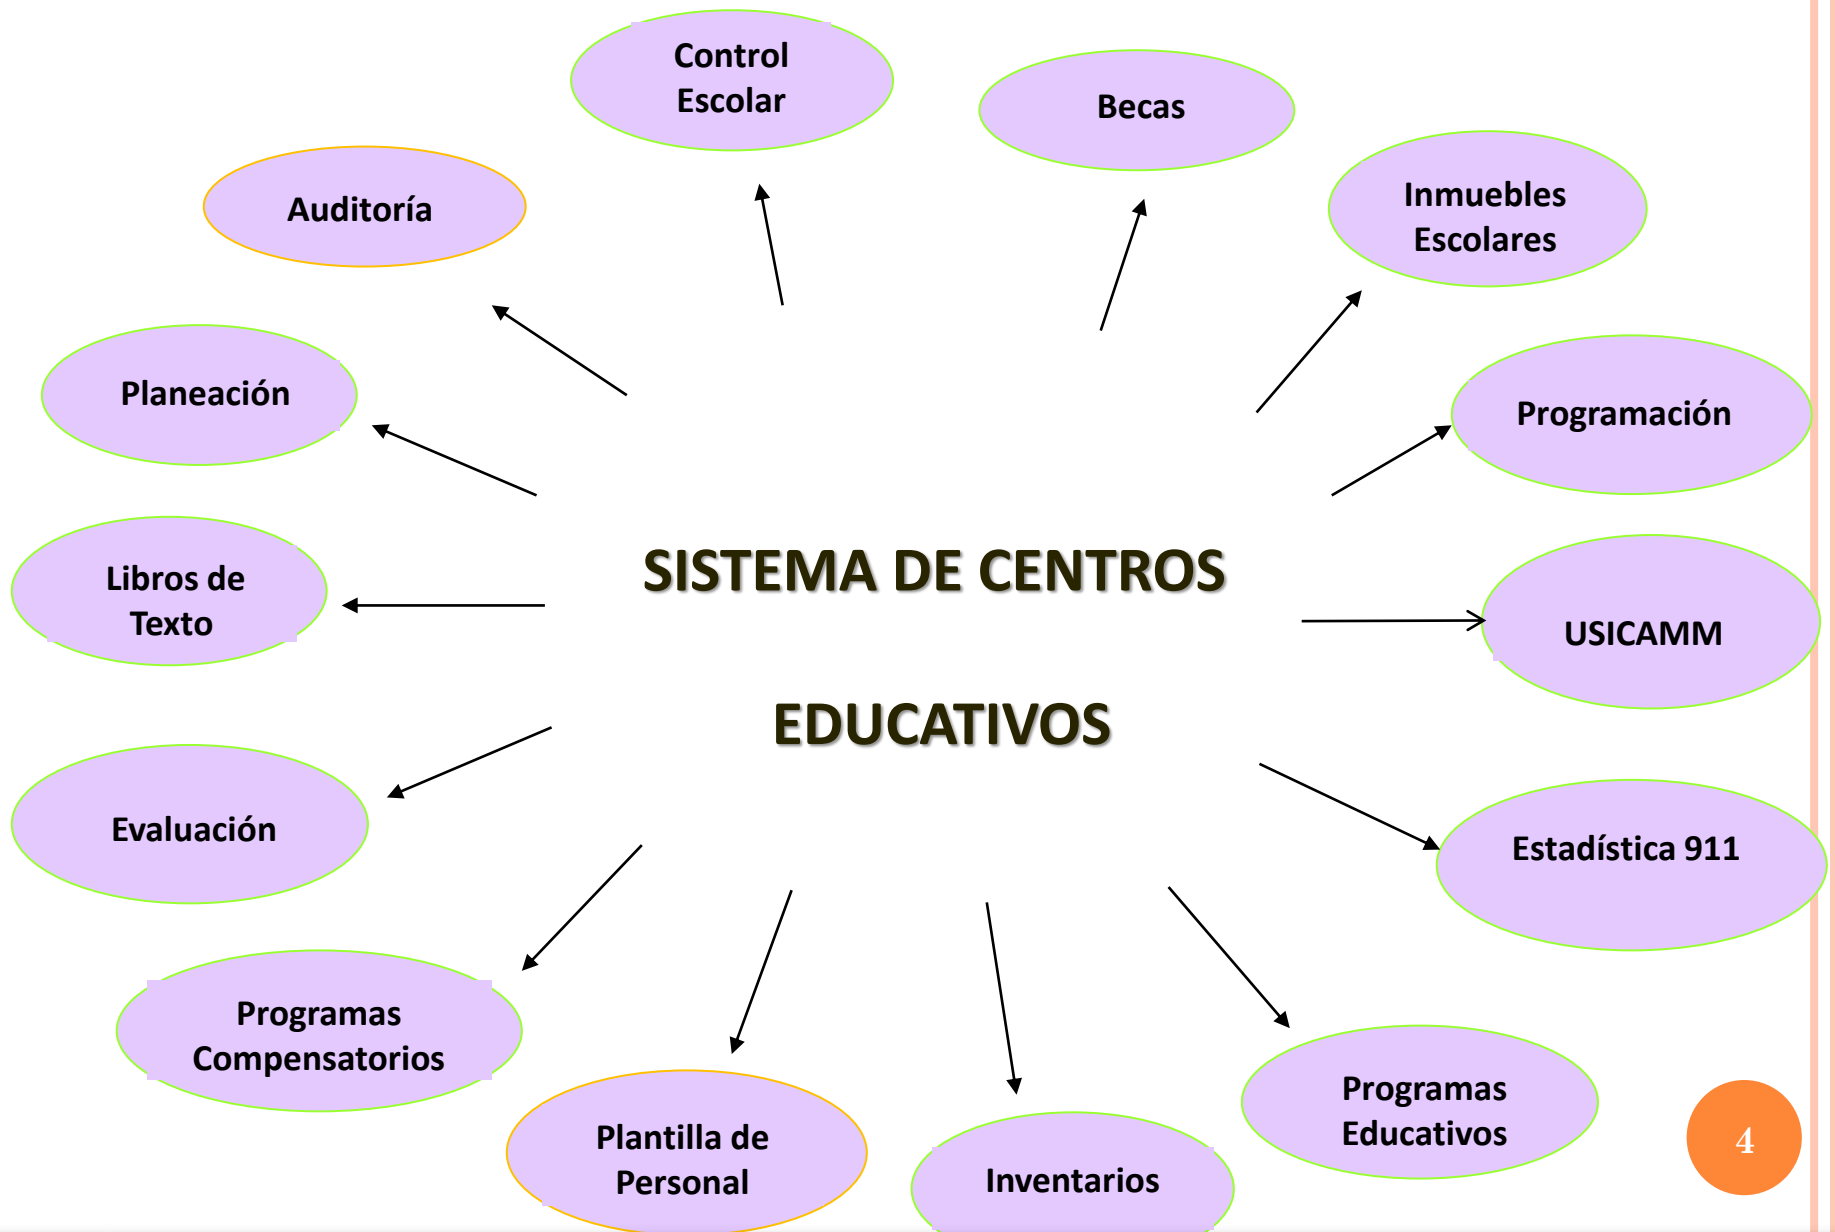 Control
Escolar
Becas
Auditoría
Inmuebles
Escolares
Planeación
Programación
SISTEMA DE CENTROS
EDUCATIVOS
Libros de
Texto
USICAMM
Evaluación
Estadística 911
Programas
Compensatorios
Plantilla de
Personal
Inventarios
Programas
Educativos
4